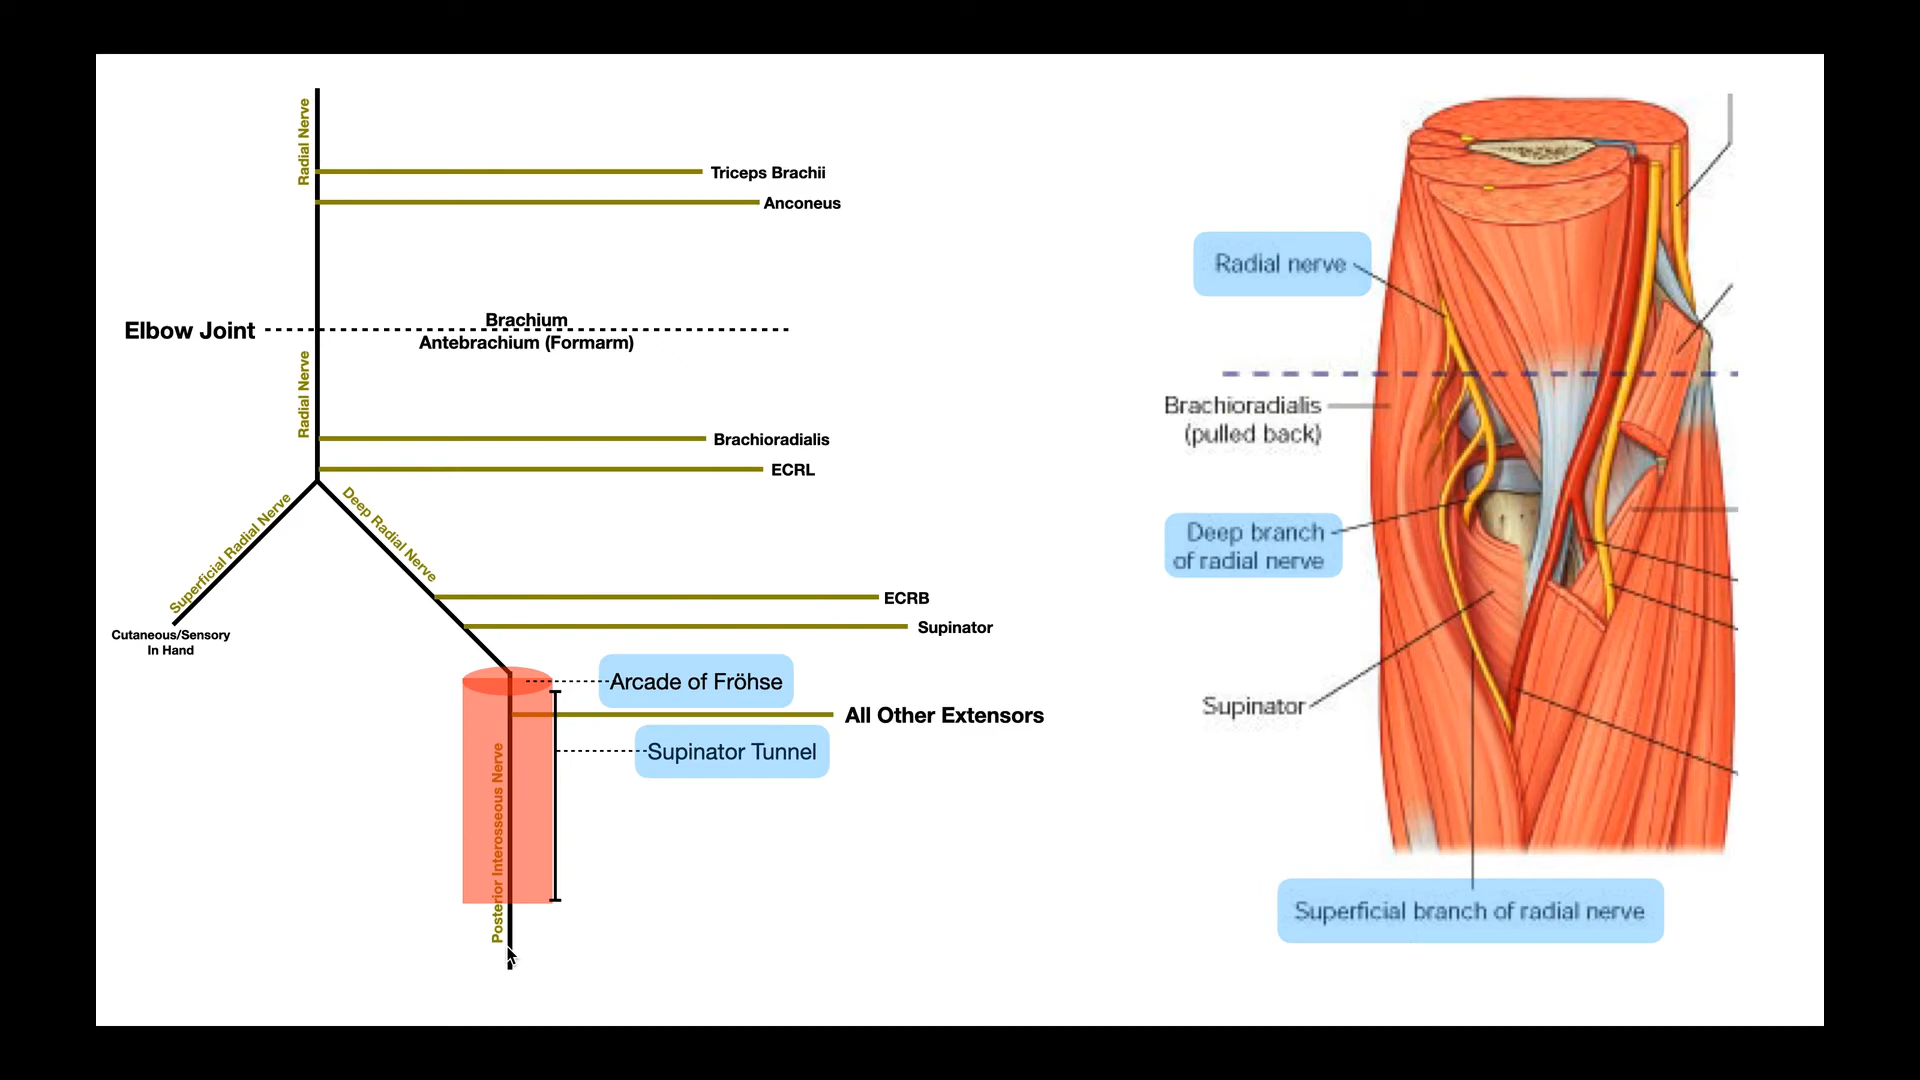 Radial Nerve
Triceps Brachii
Anconeus
Elbow Joint
Brachium
Antebrachium (Formarm)
Radial Nerve
Brachioradialis
ECRL
Superficial Radial Nerve
Deep Radial Nerve
Cutaneous/Sensory
In Hand
ECRB
Supinator
Arcade of Fröhse
All Other Extensors
Supinator Tunnel
Posterior Interosseous Nerve
Radial nerve
Brachioradialis
(pulled back)
Deep branch
of radial nerve
Supinator
Superficial branch of radial nerve